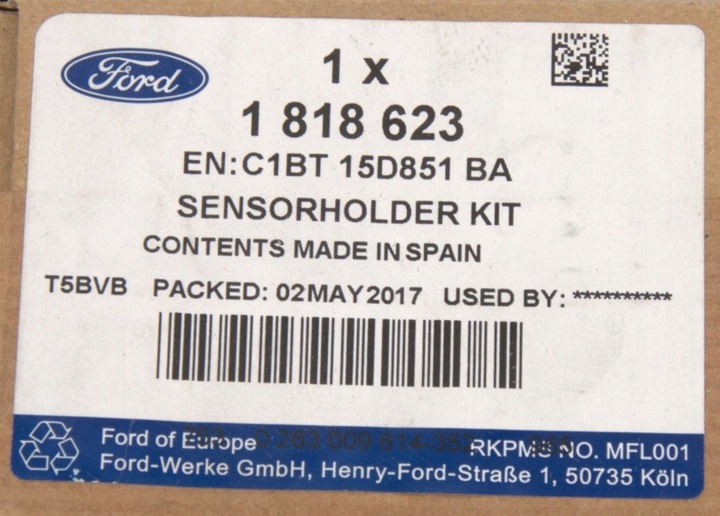 Ford
1 x
1 818 623
EN:C1BT 15D851 BA
SENSORHOLDER KIT
CONTENTS MADE IN SPAIN
T5BVB PACKED: 02MAY2017 USED BY: **********
Ford of Europe RKPMS NO. MFL001
Ford-Werke GmbH, Henry-Ford-Straße 1, 50735 Köln